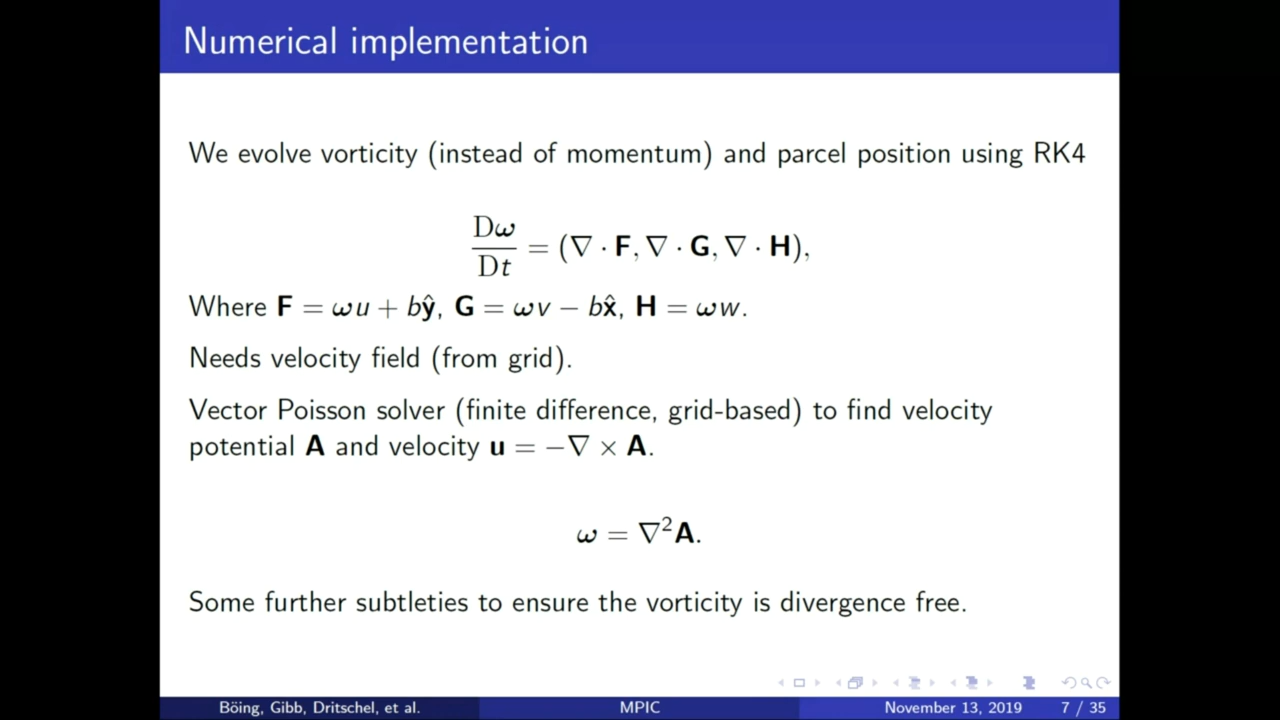 Numerical implementation
We evolve vorticity (instead of momentum) and parcel position using RK4
D𝝎/Dt = (∇ · 𝐅, ∇ · 𝐆, ∇ · 𝐇),
Where 𝐅 = 𝝎u + bŷ, 𝐆 = 𝝎v − bx̂, 𝐇 = 𝝎w.
Needs velocity field (from grid).
Vector Poisson solver (finite difference, grid-based) to find velocity
potential 𝐀 and velocity 𝐮 = −∇ × 𝐀.
𝝎 = ∇²𝐀.
Some further subtleties to ensure the vorticity is divergence free.
Böing, Gibb, Dritschel, et al. MPIC November 13, 2019 7 / 35